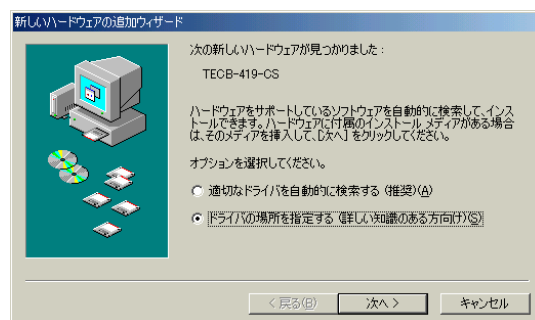 新しいハードウェアの追加ウィザード
次の新しいハードウェアが見つかりました :
TECB-419-CS
ハードウェアをサポートしているソフトウェアを自動的に検索して、インス
トールできます。ハードウェアに付属のインストール メディアがある場合
は、そのメディアを挿入して、[次へ] をクリックしてください。
オプションを選択してください。
適切なドライバを自動的に検索する (推奨)(A)
ドライバの場所を指定する (詳しい知識のある方向け)(S)
< 戻る(B)
次へ >
キャンセル